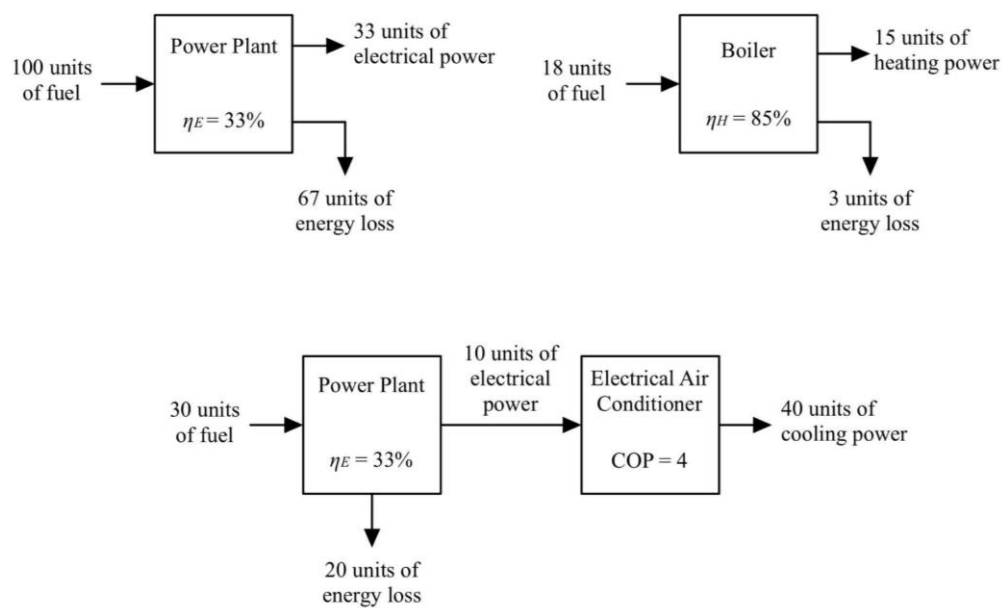 100 units
of fuel
Power Plant
ηE = 33%
33 units of
electrical power
67 units of
energy loss
18 units
of fuel
Boiler
ηH = 85%
15 units of
heating power
3 units of
energy loss
30 units
of fuel
Power Plant
ηE = 33%
20 units of
energy loss
10 units of
electrical
power
Electrical Air
Conditioner
COP = 4
40 units of
cooling power